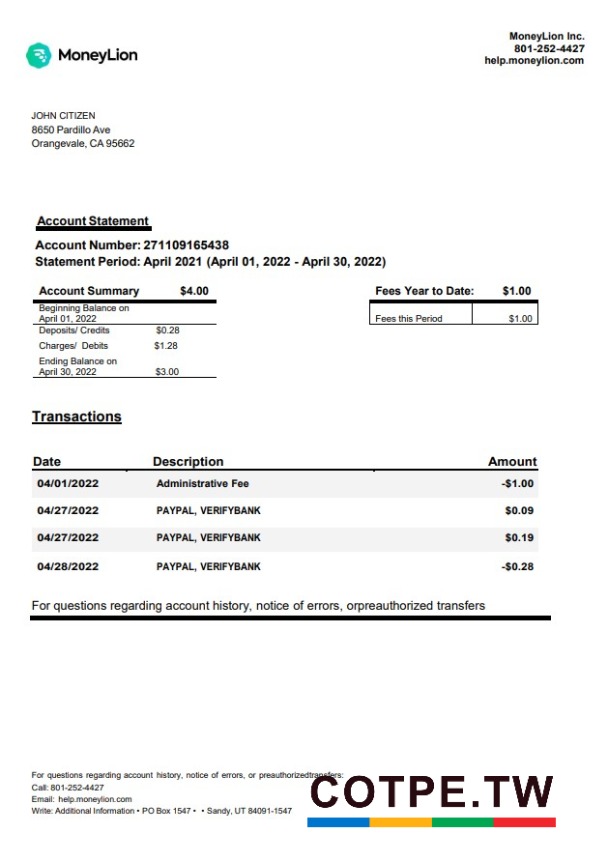 MoneyLion
MoneyLion Inc.
801-252-4427
help.moneylion.com
JOHN CITIZEN
8650 Pardillo Ave
Orangevale, CA 95662
Account Statement
Account Number: 271109165438
Statement Period: April 2021 (April 01, 2022 - April 30, 2022)
Account Summary $4.00
Beginning Balance on
April 01, 2022
Deposits/ Credits $0.28
Charges/ Debits $1.28
Ending Balance on
April 30, 2022 $3.00
Fees Year to Date: $1.00
Fees this Period $1.00
Transactions
Date Description Amount
04/01/2022 Administrative Fee -$1.00
04/27/2022 PAYPAL, VERIFYBANK $0.09
04/27/2022 PAYPAL, VERIFYBANK $0.19
04/28/2022 PAYPAL, VERIFYBANK -$0.28
For questions regarding account history, notice of errors, orpreauthorized transfers
For questions regarding account history, notice of errors, or preauthorizedtransfers:
Call: 801-252-4427
Email: help.moneylion.com
Write: Additional Information • PO Box 1547 • • Sandy, UT 84091-1547
COTPE.TW